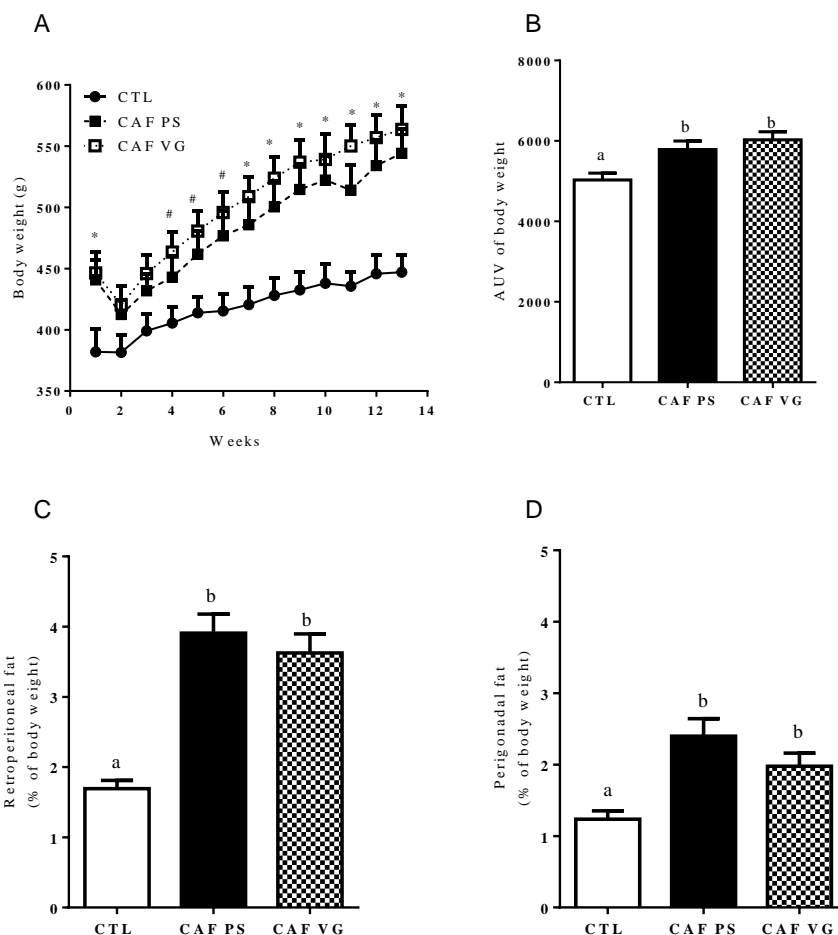 A
600
550
500
450
400
350
Body weight (g)
CTL
CAF PS
CAF VG
* # # # * * * * * * * *
0 2 4 6 8 10 12 14
Weeks
B
8000
6000
4000
2000
0
AUV of body weight
a b b
CTL CAF PS CAF VG
C
5
4
3
2
1
0
Retroperitoneal fat
(% of body weight)
a b b
CTL CAF PS CAF VG
D
5
4
3
2
1
0
Perigonadal fat
(% of body weight)
a b b
CTL CAF PS CAF VG